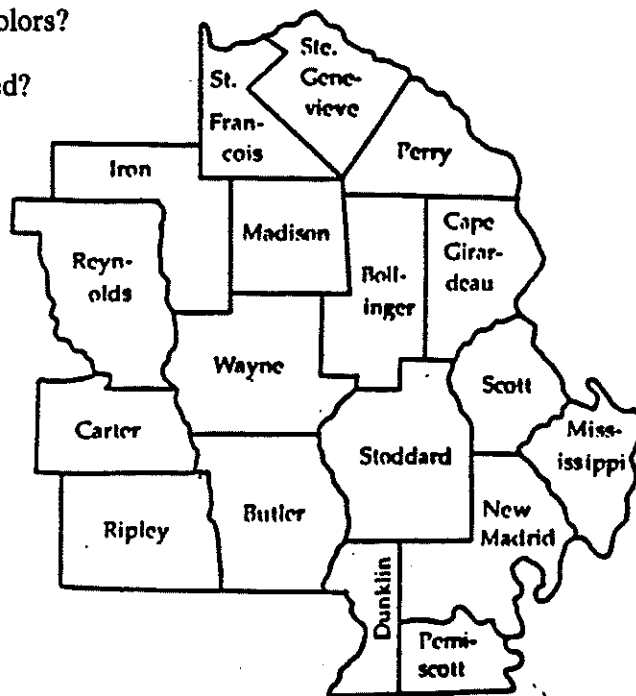 olors?
ed?
Ste.
Gene-
vieve
St.
Fran-
cois
Perry
Iron
Madison
Cape
Girar-
deau
Reyn-
olds
Boll-
inger
Wayne
Scott
Carter
Miss-
issippi
Stoddard
Ripley
Butler
New
Madrid
Dunklin
Pemi-
scott